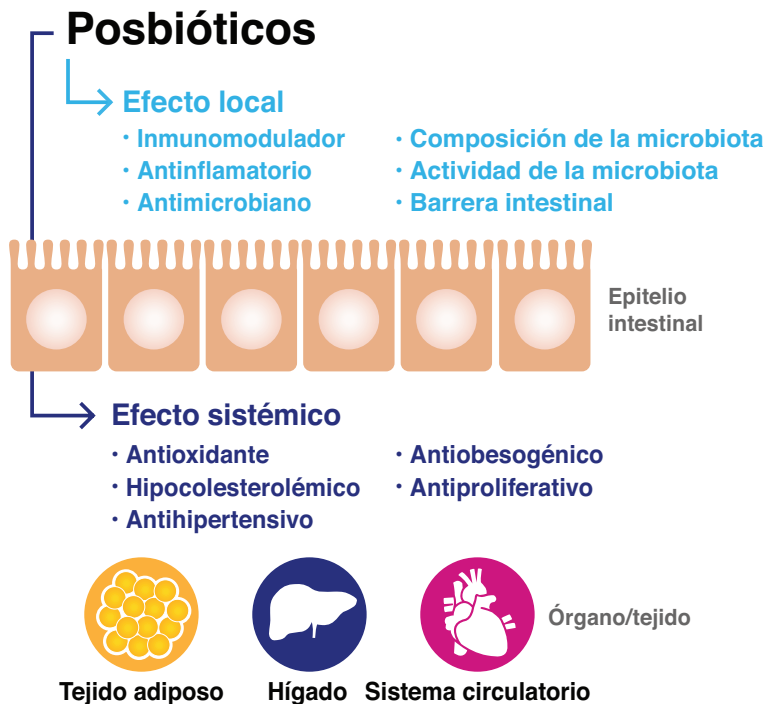 Posbióticos
Efecto local
· Inmunomodulador
· Antinflamatorio
· Antimicrobiano
· Composición de la microbiota
· Actividad de la microbiota
· Barrera intestinal
Epitelio
intestinal
Efecto sistémico
· Antioxidante
· Hipocolesterolémico
· Antihipertensivo
· Antiobesogénico
· Antiproliferativo
Órgano/tejido
Tejido adiposo
Hígado
Sistema circulatorio